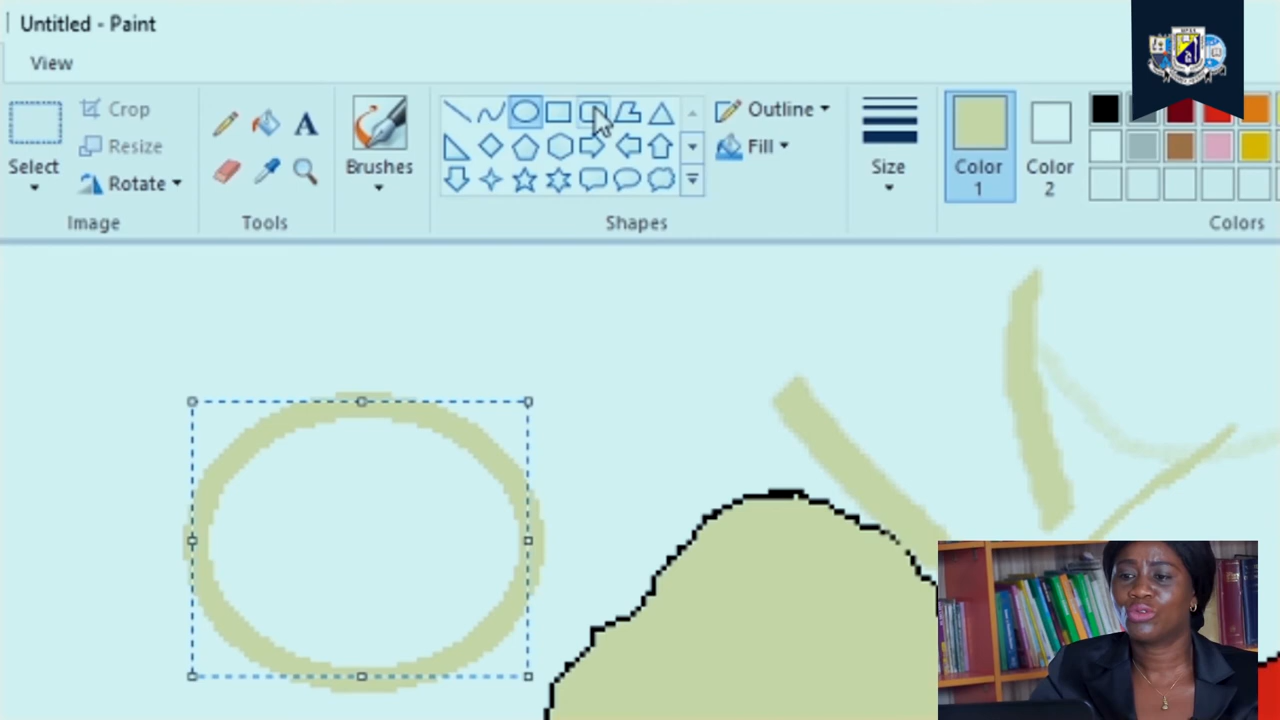 Untitled - Paint
View
Crop
Resize
Rotate
Select
Image
A
Tools
Brushes
Shapes
Outline
Fill
Size
Color
1
Color
2
Colors